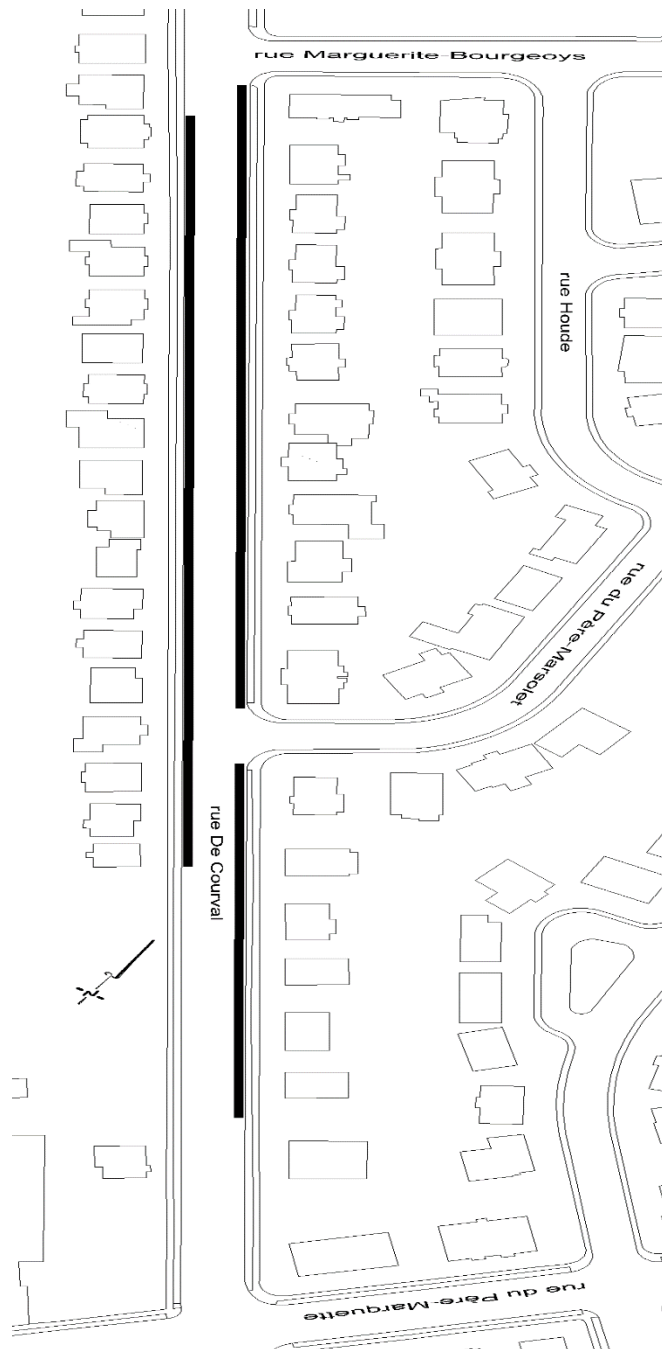 rue Marguerite-Bourgeoys
rue Houde
rue du Père-Marsolet
rue De Courval
N
rue du Père-Marquette